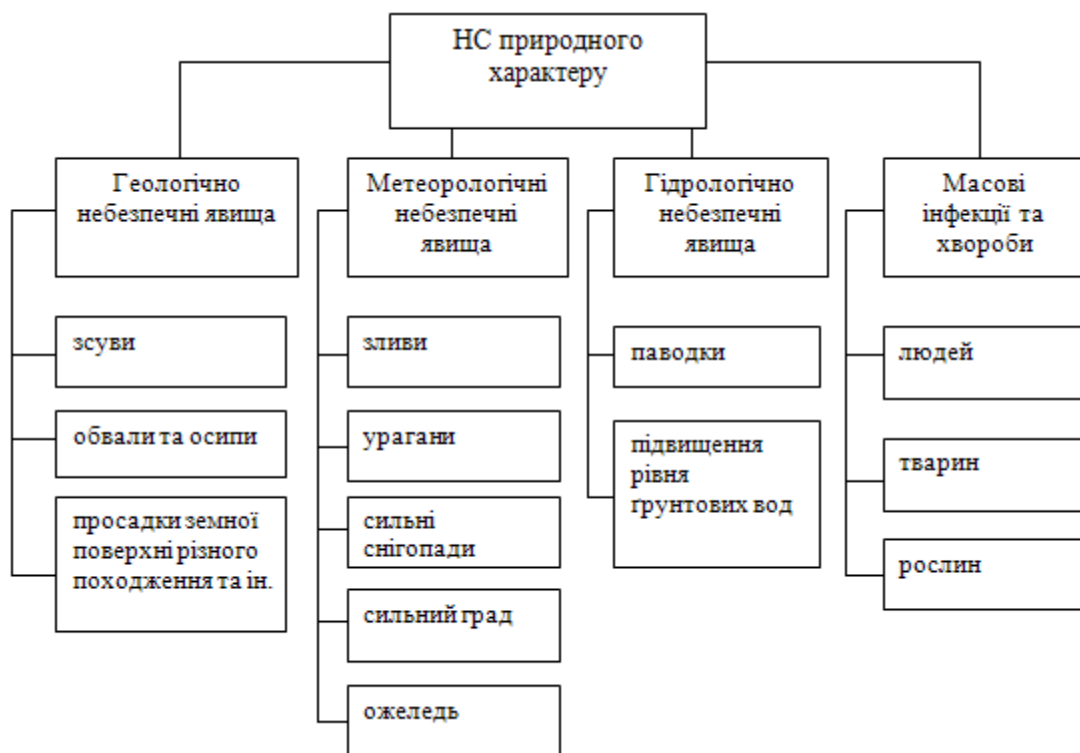 НС природного
характеру
Геологічно
небезпечні явища
зсуви
обвали та осипи
просадки земної
поверхні різного
походження та ін.
Метеорологічні
небезпечні
явища
зливи
урагани
сильні
снігопади
сильний град
ожеледь
Гідрологічно
небезпечні
явища
паводки
підвищення
рівня
ґрунтових вод
Масові
інфекції та
хвороби
людей
тварин
рослин